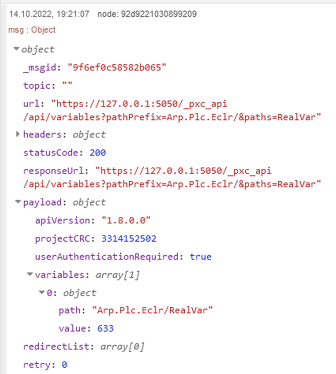 14.10.2022, 19:21:07 node: 92d9221030899209
msg : Object
object
_msgid: "9f6ef0c58582b065"
topic: ""
url: "https://127.0.0.1:5050/_pxc_api
/api/variables?pathPrefix=Arp.Plc.Eclr/&paths=RealVar"
headers: object
statusCode: 200
responseUrl: "https://127.0.0.1:5050/_pxc_api
/api/variables?pathPrefix=Arp.Plc.Eclr/&paths=RealVar"
payload: object
apiVersion: "1.8.0.0"
projectCRC: 3314152502
userAuthenticationRequired: true
variables: array[1]
0: object
path: "Arp.Plc.Eclr/RealVar"
value: 633
redirectList: array[0]
retry: 0